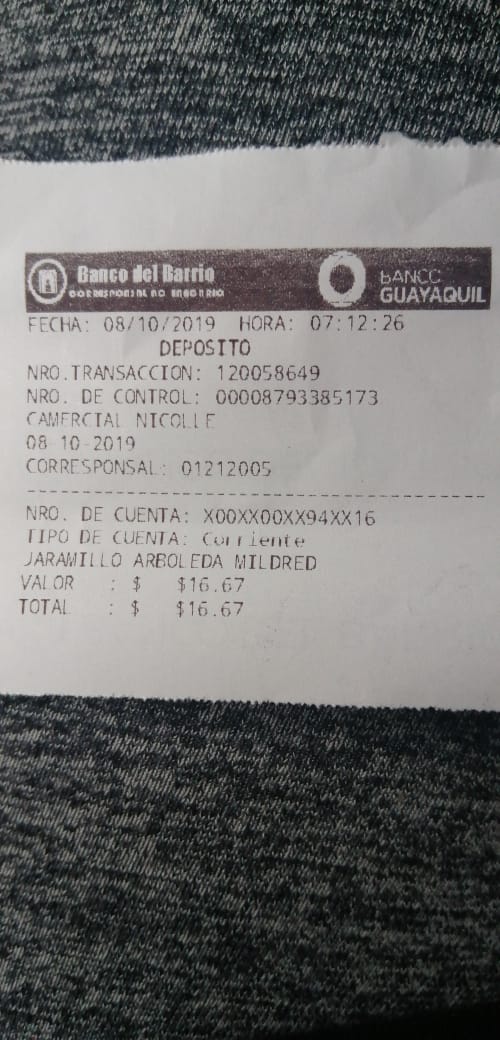 Banco del Barrio
CORRESPONSAL NO BANCARIO
BANCO
GUAYAQUIL
FECHA: 08/10/2019 HORA: 07:12:26
DEPOSITO
NRO.TRANSACCION: 120058649
NRO. DE CONTROL: 00008793385173
CAMERCIAL NICOLLE
08-10-2019
CORRESPONSAL: 01212005
NRO. DE CUENTA: X00XX00XX94XX16
TIPO DE CUENTA: Corriente
JARAMILLO ARBOLEDA MILDRED
VALOR : $ $16.67
TOTAL : $ $16.67